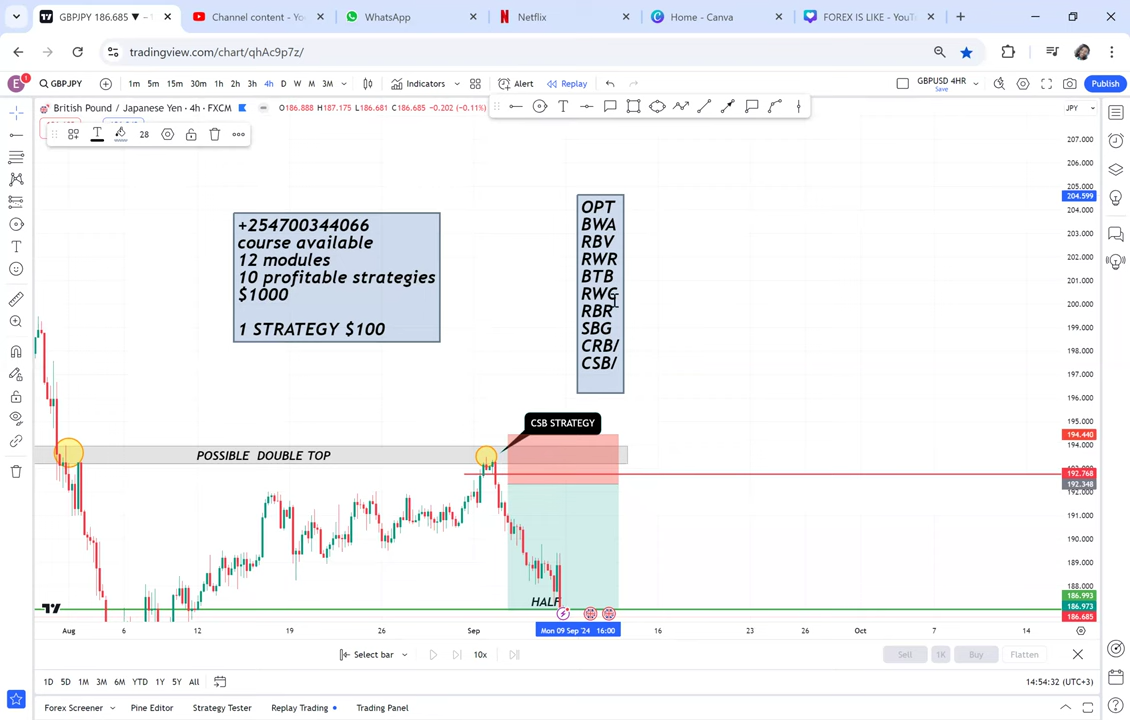 GBPJPY 186.685 ▼
Channel content - Yo
WhatsApp
Netflix
Home - Canva
FOREX IS LIKE - YouT
tradingview.com/chart/qhAc9p7z/
E 1 GBPJPY 1m 5m 15m 30m 1h 2h 3h 4h D W M 3M Indicators Alert Replay GBPUSD 4HR Save Publish
British Pound / Japanese Yen · 4h · FXCM O186.888 H187.175 L186.681 C186.685 -0.202 (-0.11%)
JPY
T 28
207.000
206.000
205.000
204.599
204.000
203.000
202.000
201.000
200.000
199.000
198.000
197.000
196.000
195.000
194.440
194.000
192.768
192.348
192.000
191.000
190.000
189.000
188.000
186.993
186.973
186.685
+254700344066
course available
12 modules
10 profitable strategies
$1000
1 STRATEGY $100
OPT
BWA
RBV
RWR
BTB
RWG
RBR
SBG
CRB/
CSB/
CSB STRATEGY
POSSIBLE DOUBLE TOP
HALF
Aug 6 12 19 26 Sep Mon 09 Sep '24 16:00 16 23 26 Oct 7 14
Select bar 10x Sell 1K Buy Flatten
1D 5D 1M 3M 6M YTD 1Y 5Y All
14:54:32 (UTC+3)
Forex Screener Pine Editor Strategy Tester Replay Trading Trading Panel